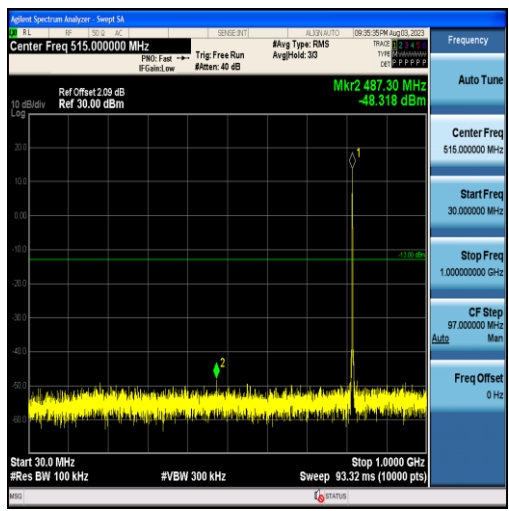 Agilent Spectrum Analyzer - Swept SA
RL RF 50 Ω AC SENSE:INT ALIGN AUTO 09:35:35 PM Aug 03, 2023
Center Freq 515.000000 MHz #Avg Type: RMS TRACE 1 2 3 4 5 6
PNO: Fast Trig: Free Run Avg|Hold: 3/3 TYPE
IFGain:Low #Atten: 40 dB DET P P P P P P
Mkr2 487.30 MHz
-48.318 dBm
Ref Offset 2.09 dB
10 dB/div Ref 30.00 dBm
Log
20.0
10.0
0.00
-10.0
-20.0
-30.0
-40.0
-50.0
-60.0
1
-13.00 dBm
2
Start 30.0 MHz Stop 1.0000 GHz
#Res BW 100 kHz #VBW 300 kHz Sweep 93.32 ms (10000 pts)
MSG STATUS
Frequency
Auto Tune
Center Freq
515.000000 MHz
Start Freq
30.000000 MHz
Stop Freq
1.000000000 GHz
CF Step
97.000000 MHz
Auto Man
Freq Offset
0 Hz